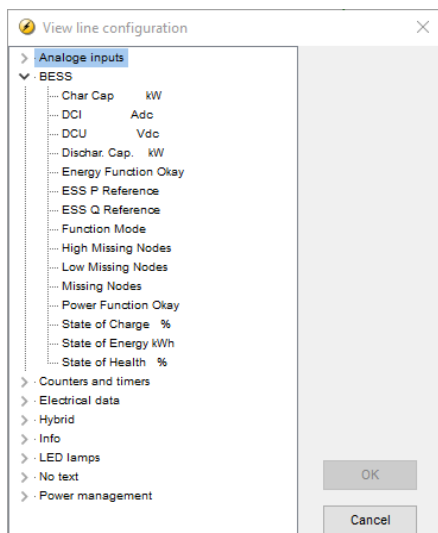 View line configuration
Analoge inputs
BESS
Char Cap kW
DCI Adc
DCU Vdc
Dischar. Cap. kW
Energy Function Okay
ESS P Reference
ESS Q Reference
Function Mode
High Missing Nodes
Low Missing Nodes
Missing Nodes
Power Function Okay
State of Charge %
State of Energy kWh
State of Health %
Counters and timers
Electrical data
Hybrid
Info
LED lamps
No text
Power management
OK
Cancel